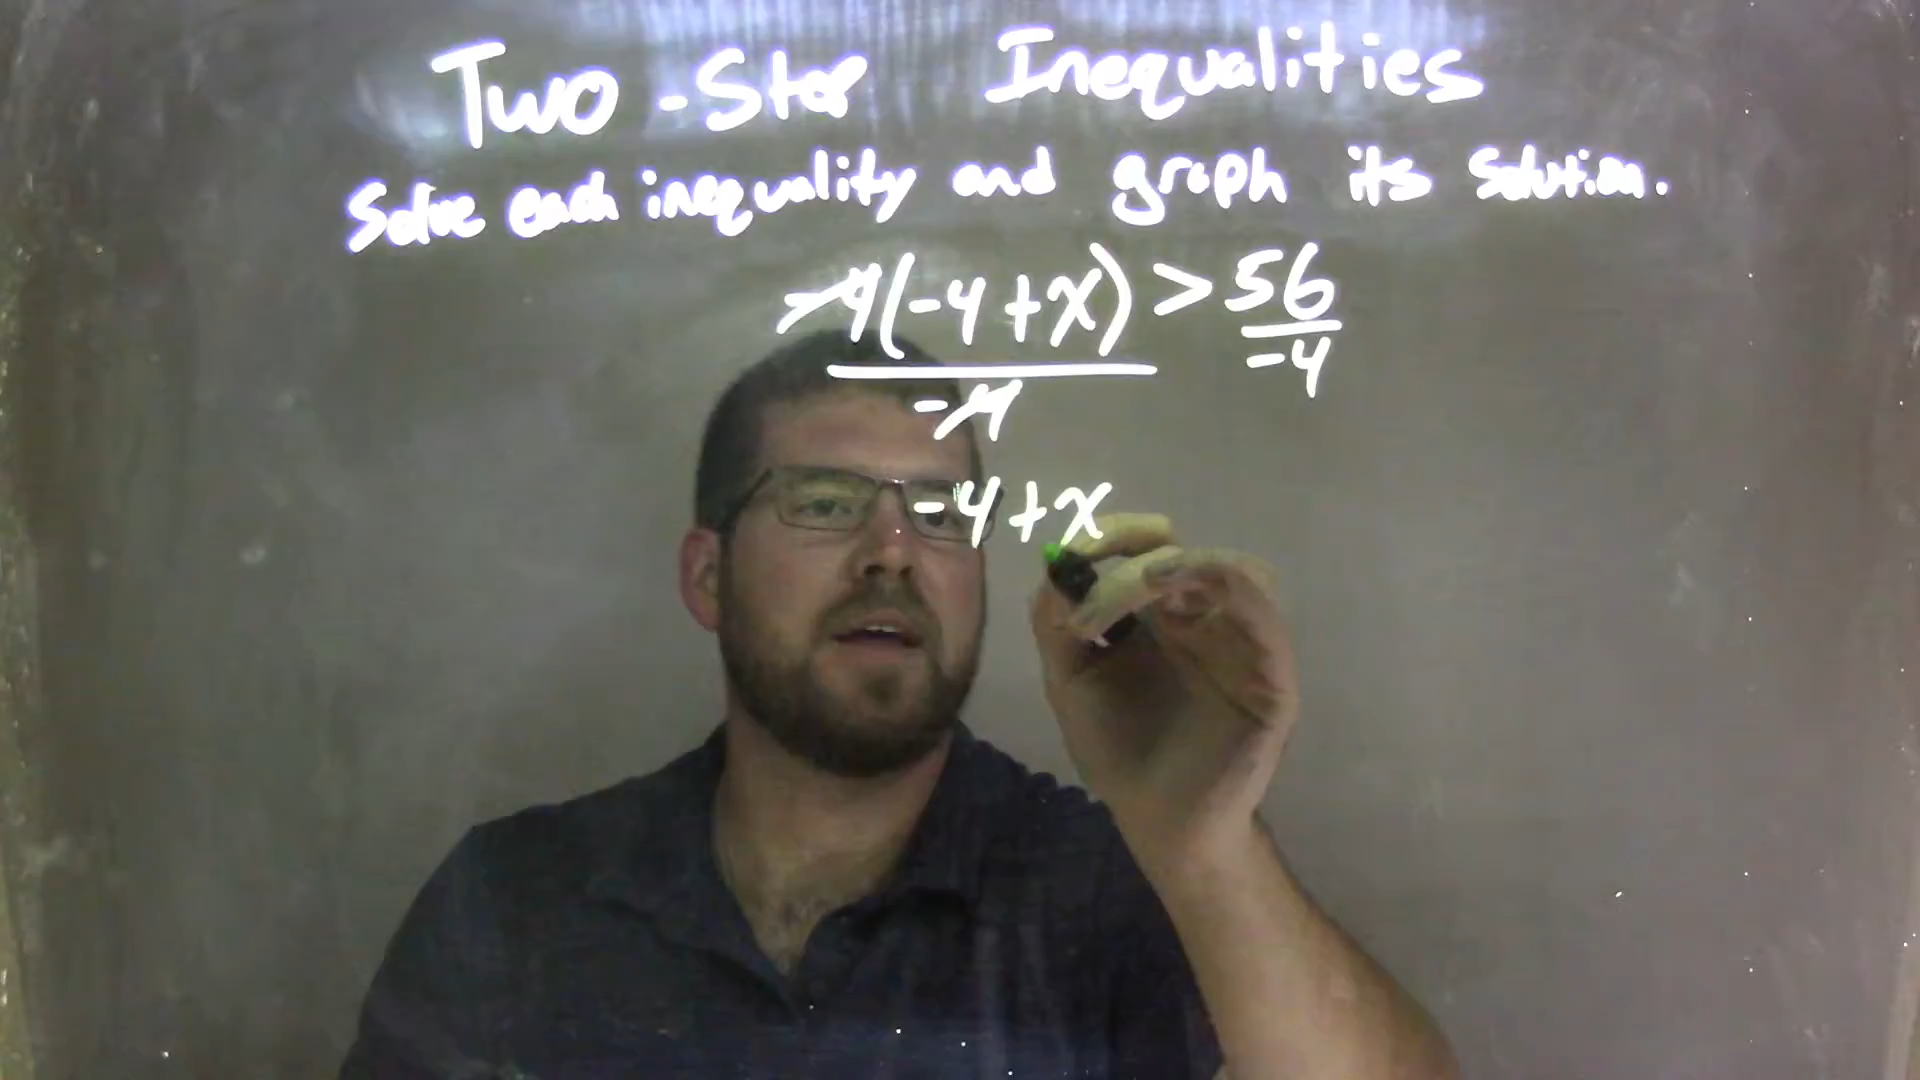 Two-Step Inequalities
Solve each inequality and graph its solution.
-4(-4+x) > 56
-4 -4
-4+x